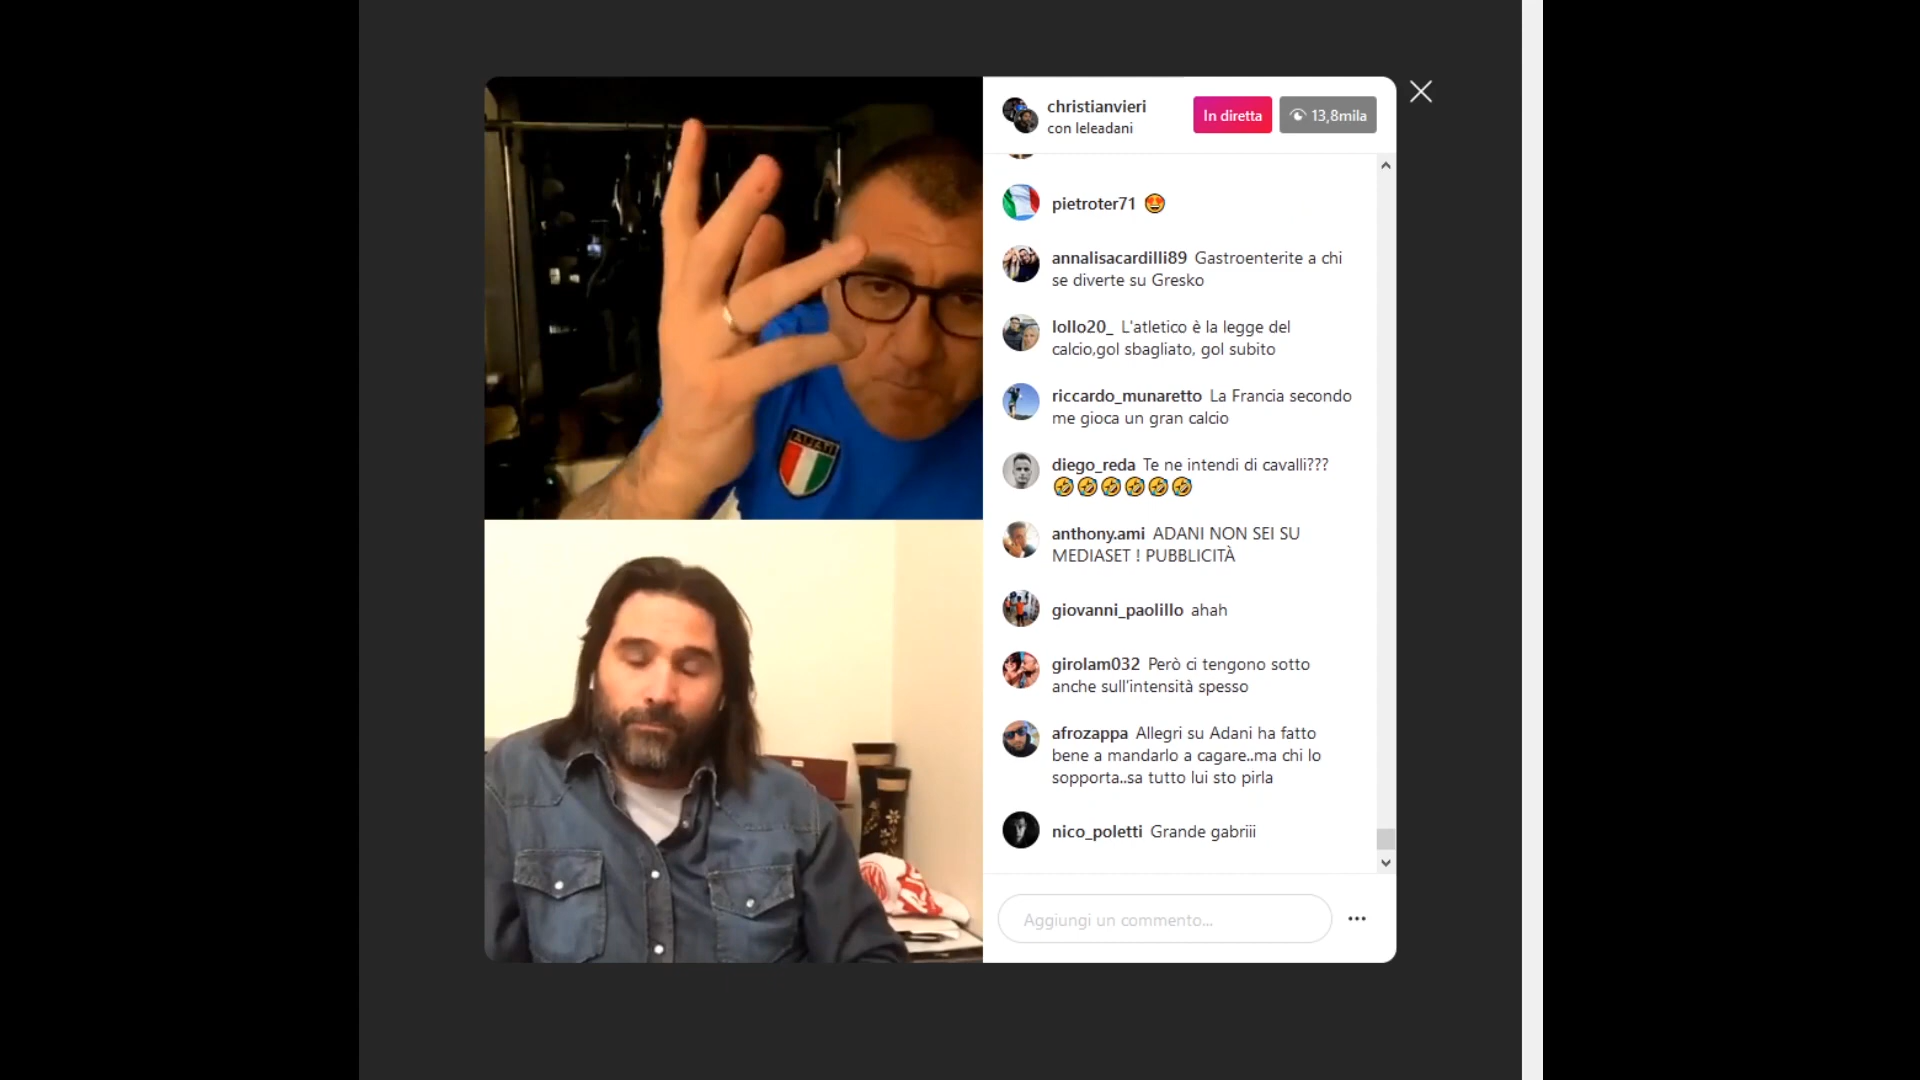 christianvieri
con leleadani
In diretta
13,8mila
pietroter71 🤩
annalisacardilli89 Gastroenterite a chi
se diverte su Gresko
lollo20_ L'atletico è la legge del
calcio,gol sbagliato, gol subito
riccardo_munaretto La Francia secondo
me gioca un gran calcio
diego_reda Te ne intendi di cavalli???
🤣🤣🤣🤣🤣🤣
anthony.ami ADANI NON SEI SU
MEDIASET ! PUBBLICITÀ
giovanni_paolillo ahah
girolam032 Però ci tengono sotto
anche sull'intensità spesso
afrozappa Allegri su Adani ha fatto
bene a mandarlo a cagare..ma chi lo
sopporta..sa tutto lui sto pirla
nico_poletti Grande gabriii
Aggiungi un commento...